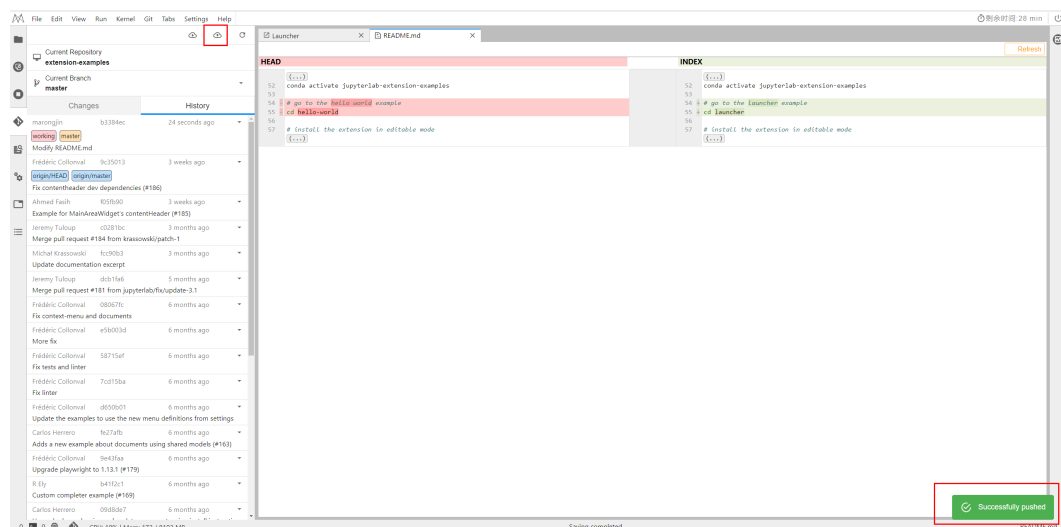 File Edit View Run Kernel Git Tabs Settings Help
剩余时间: 28 min
Current Repository
extension-examples
Current Branch
master
Changes History
marongjin b3384ec 24 seconds ago
working master
Modify README.md
Frédéric Collonval 9c35013 3 weeks ago
origin/HEAD origin/master
Fix contentheader dev dependencies (#186)
Ahmed Fasih f05fb90 3 weeks ago
Example for MainAreaWidget's contentHeader (#185)
Jeremy Tuloup c0281bc 3 months ago
Merge pull request #184 from krassowski/patch-1
Michał Krassowski fcc90b3 3 months ago
Update documentation excerpt
Jeremy Tuloup dcb1fa6 5 months ago
Merge pull request #181 from jupyterlab/fix/update-3.1
Frédéric Collonval 08067fc 6 months ago
Fix context-menu and documents
Frédéric Collonval e5b003d 6 months ago
More fix
Frédéric Collonval 58715ef 6 months ago
Fix tests and linter
Frédéric Collonval 7cd15ba 6 months ago
Fix linter
Frédéric Collonval d650b01 6 months ago
Update the examples to use the new menu definitions from settings
Carlos Herrero fe27afb 6 months ago
Adds a new example about documents using shared models (#163)
Frédéric Collonval 9e43faa 6 months ago
Upgrade playwright to 1.13.1 (#179)
R Ely b41f2c1 6 months ago
Custom completer example (#169)
Carlos Herrero 09d8de7 6 months ago
Launcher README.md
Refresh
HEAD INDEX
(...)
52 conda activate jupyterlab-extension-examples
53
54 - # go to the hello world example
55 - cd hello-world
56
57 # install the extension in editable mode
(...)
(...)
52 conda activate jupyterlab-extension-examples
53
54 + # go to the launcher example
55 + cd launcher
56
57 # install the extension in editable mode
(...)
Successfully pushed
Saving completed
README.md